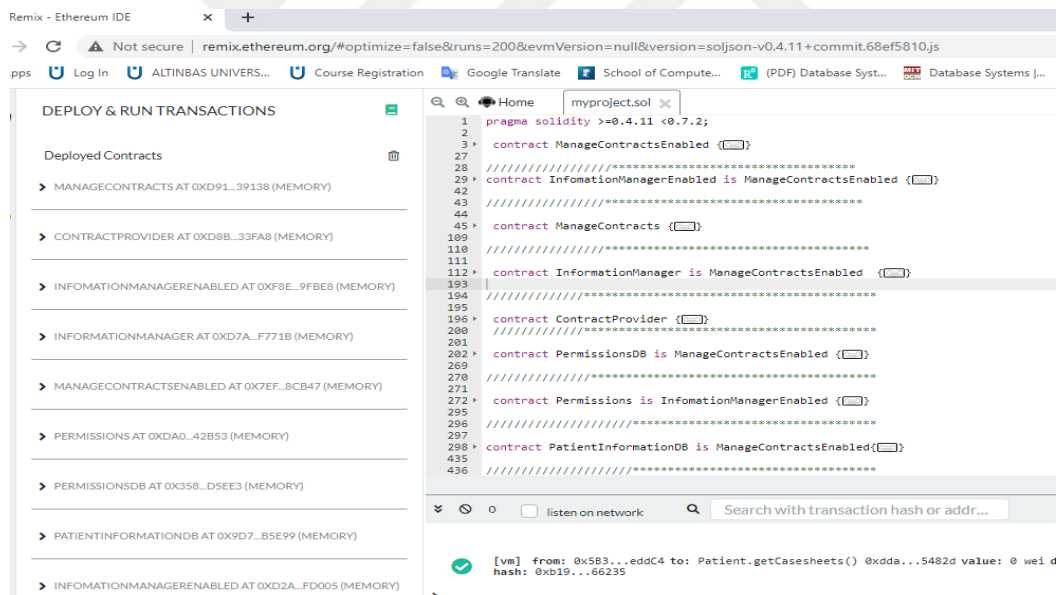 Remix - Ethereum IDE × +
Not secure | remix.ethereum.org/#optimize=false&runs=200&evmVersion=null&version=soljson-v0.4.11+commit.68ef5810.js
pps Log In ALTINBAS UNIVERS... Course Registration Google Translate School of Compute... (PDF) Database Syst... Database Systems |...
DEPLOY & RUN TRANSACTIONS
Deployed Contracts
MANAGECONTRACTS AT 0XD91...39138 (MEMORY)
CONTRACTPROVIDER AT 0XD8B...33FA8 (MEMORY)
INFOMATIONMANAGERENABLED AT 0XF8E...9FBE8 (MEMORY)
INFORMATIONMANAGER AT 0XD7A...F771B (MEMORY)
MANAGECONTRACTSENABLED AT 0X7EF...8CB47 (MEMORY)
PERMISSIONS AT 0XDA0...42B53 (MEMORY)
PERMISSIONSDB AT 0X358...D5EE3 (MEMORY)
PATIENTINFORMATIONDB AT 0X9D7...B5E99 (MEMORY)
INFOMATIONMANAGERENABLED AT 0XD2A...FD005 (MEMORY)
Home myproject.sol ×
1 pragma solidity >=0.4.11 <0.7.2;
2
3 contract ManageContractsEnabled {}
27
28 //////////////////***********************************
29 contract InfomationManagerEnabled is ManageContractsEnabled {}
42
43 /////////////////*************************************
44
45 contract ManageContracts {}
109
110 /////////////////**************************************
111
112 contract InformationManager is ManageContractsEnabled {}
193
194 //////////////******************************************
195
196 contract ContractProvider {}
200 /////////////******************************************
201
202 contract PermissionsDB is ManageContractsEnabled {}
269
270 ///////////////*****************************************
271
272 contract Permissions is InfomationManagerEnabled {}
295
296 /////////////////////***********************************
297
298 contract PatientInformationDB is ManageContractsEnabled{}
435
436 /////////////////////***********************************
0 listen on network Search with transaction hash or addr...
[vm] from: 0x5B3...eddC4 to: Patient.getCasesheets() 0xdda...5482d value: 0 wei d
hash: 0xb19...66235